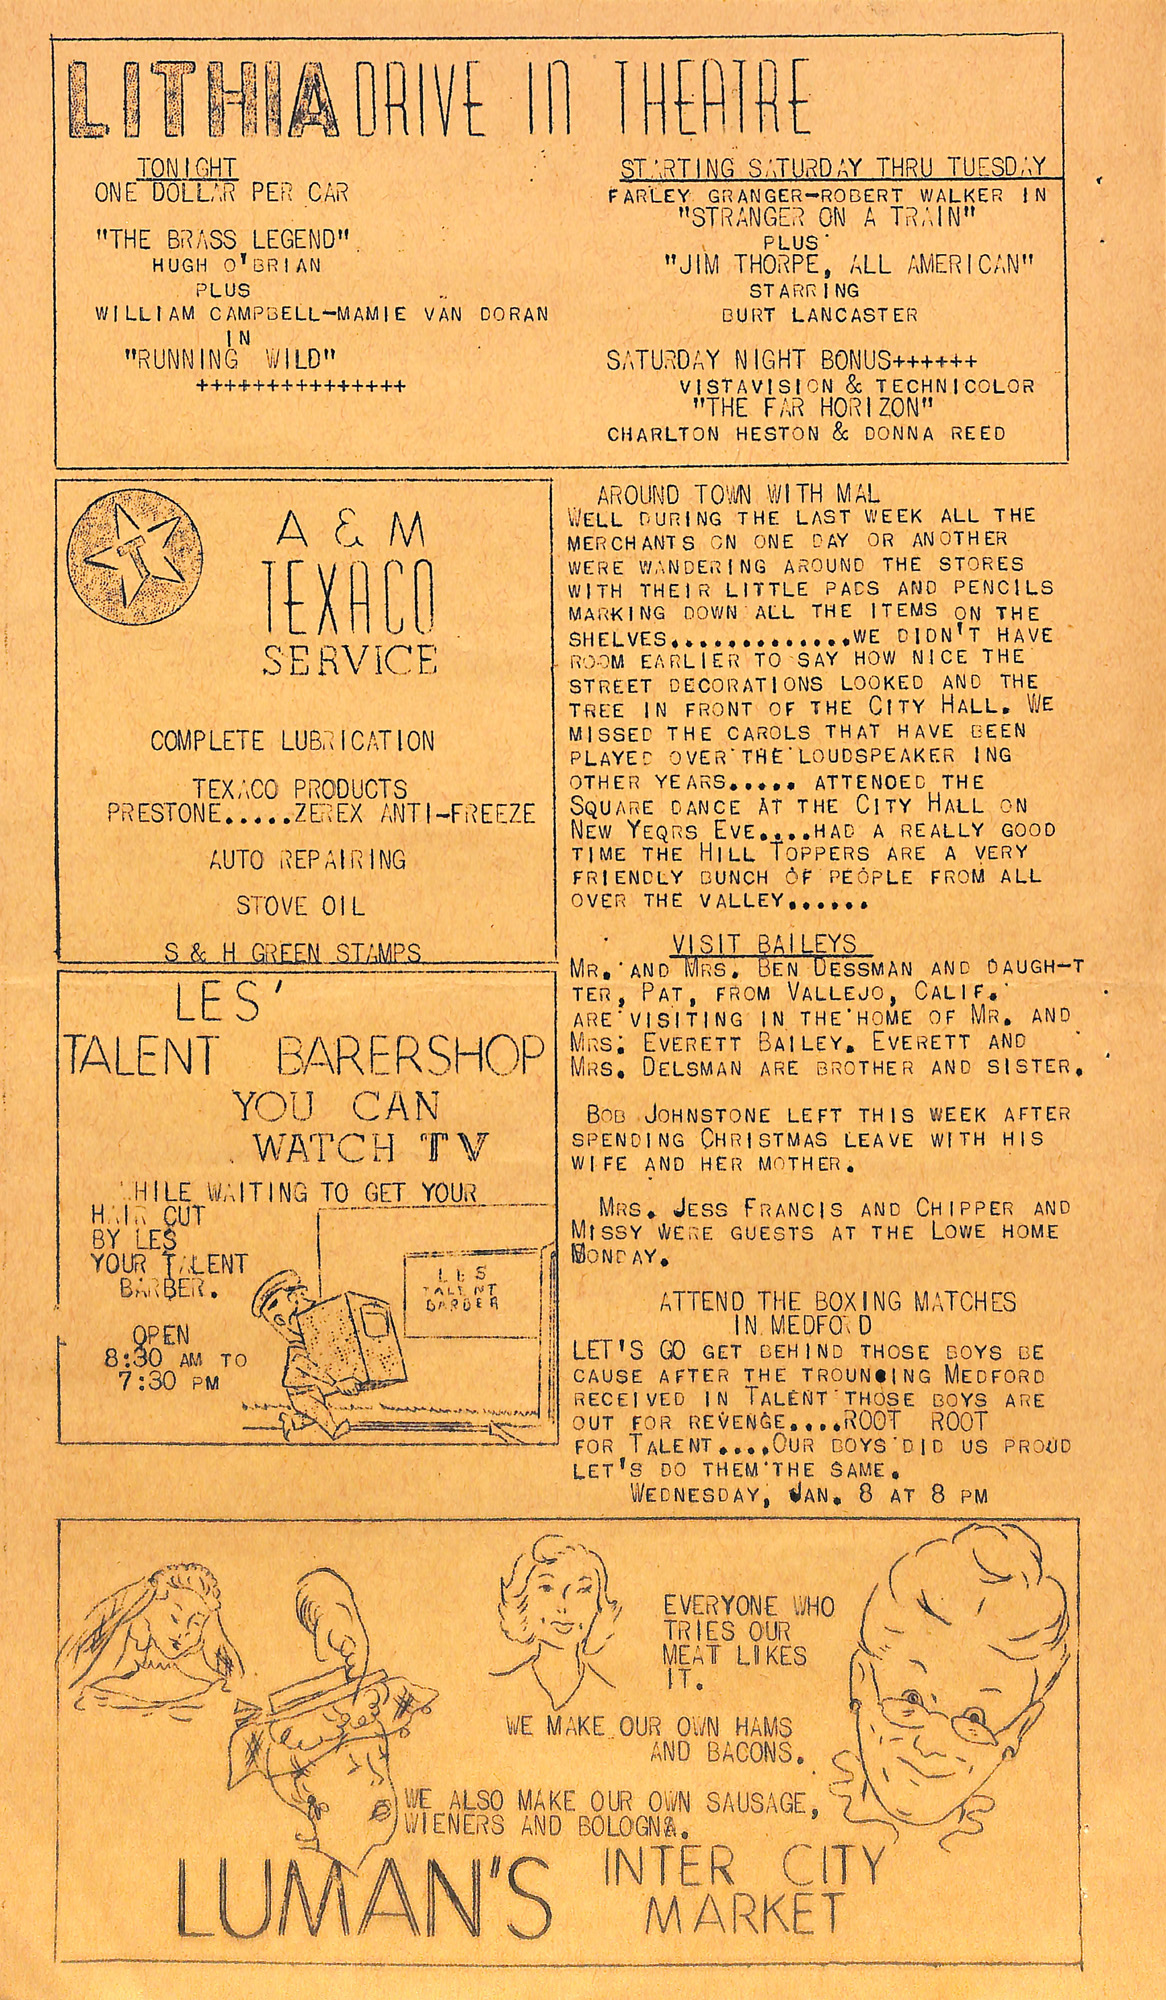 LITHIA DRIVE IN THEATRE
TONIGHT
ONE DOLLAR PER CAR
"THE BRASS LEGEND"
HUGH O'BRIAN
PLUS
WILLIAM CAMPBELL-MAMIE VAN DORAN
IN
"RUNNING WILD"
+++++++++++++++
STARTING SATURDAY THRU TUESDAY
FARLEY GRANGER-ROBERT WALKER IN
"STRANGER ON A TRAIN"
PLUS
"JIM THORPE, ALL AMERICAN"
STARRING
BURT LANCASTER
SATURDAY NIGHT BONUS++++++
VISTAVISION & TECHNICOLOR
"THE FAR HORIZON"
CHARLTON HESTON & DONNA REED
T
A & M
TEXACO
SERVICE
COMPLETE LUBRICATION
TEXACO PRODUCTS
PRESTONE.....ZEREX ANTI-FREEZE
AUTO REPAIRING
STOVE OIL
S & H GREEN STAMPS
LES'
TALENT BARERSHOP
YOU CAN
WATCH TV
WHILE WAITING TO GET YOUR
HAIR CUT
BY LES
YOUR TALENT
BARBER.
OPEN
8:30 AM TO
7:30 PM
LES
TALENT
BARBER
AROUND TOWN WITH MAL
WELL DURING THE LAST WEEK ALL THE
MERCHANTS ON ONE DAY OR ANOTHER
WERE WANDERING AROUND THE STORES
WITH THEIR LITTLE PADS AND PENCILS
MARKING DOWN ALL THE ITEMS ON THE
SHELVES.............WE DIDN'T HAVE
ROOM EARLIER TO SAY HOW NICE THE
STREET DECORATIONS LOOKED AND THE
TREE IN FRONT OF THE CITY HALL. WE
MISSED THE CAROLS THAT HAVE BEEN
PLAYED OVER THE LOUDSPEAKER ING
OTHER YEARS..... ATTENDED THE
SQUARE DANCE AT THE CITY HALL ON
NEW YEQRS EVE....HAD A REALLY GOOD
TIME THE HILL TOPPERS ARE A VERY
FRIENDLY BUNCH OF PEOPLE FROM ALL
OVER THE VALLEY......
VISIT BAILEYS
MR. AND MRS. BEN DESSMAN AND DAUGH-T
TER, PAT, FROM VALLEJO, CALIF.
ARE VISITING IN THE HOME OF MR. AND
MRS. EVERETT BAILEY. EVERETT AND
MRS. DELSMAN ARE BROTHER AND SISTER.
BOB JOHNSTONE LEFT THIS WEEK AFTER
SPENDING CHRISTMAS LEAVE WITH HIS
WIFE AND HER MOTHER.
MRS. JESS FRANCIS AND CHIPPER AND
MISSY WERE GUESTS AT THE LOWE HOME
MONDAY.
ATTEND THE BOXING MATCHES
IN MEDFORD
LET'S GO GET BEHIND THOSE BOYS BE
CAUSE AFTER THE TROUNCING MEDFORD
RECEIVED IN TALENT THOSE BOYS ARE
OUT FOR REVENGE....ROOT ROOT
FOR TALENT....OUR BOYS DID US PROUD
LET'S DO THEM THE SAME.
WEDNESDAY, JAN. 8 AT 8 PM
EVERYONE WHO
TRIES OUR
MEAT LIKES
IT.
WE MAKE OUR OWN HAMS
AND BACONS.
WE ALSO MAKE OUR OWN SAUSAGE,
WIENERS AND BOLOGNA.
LUMAN'S INTER CITY
MARKET